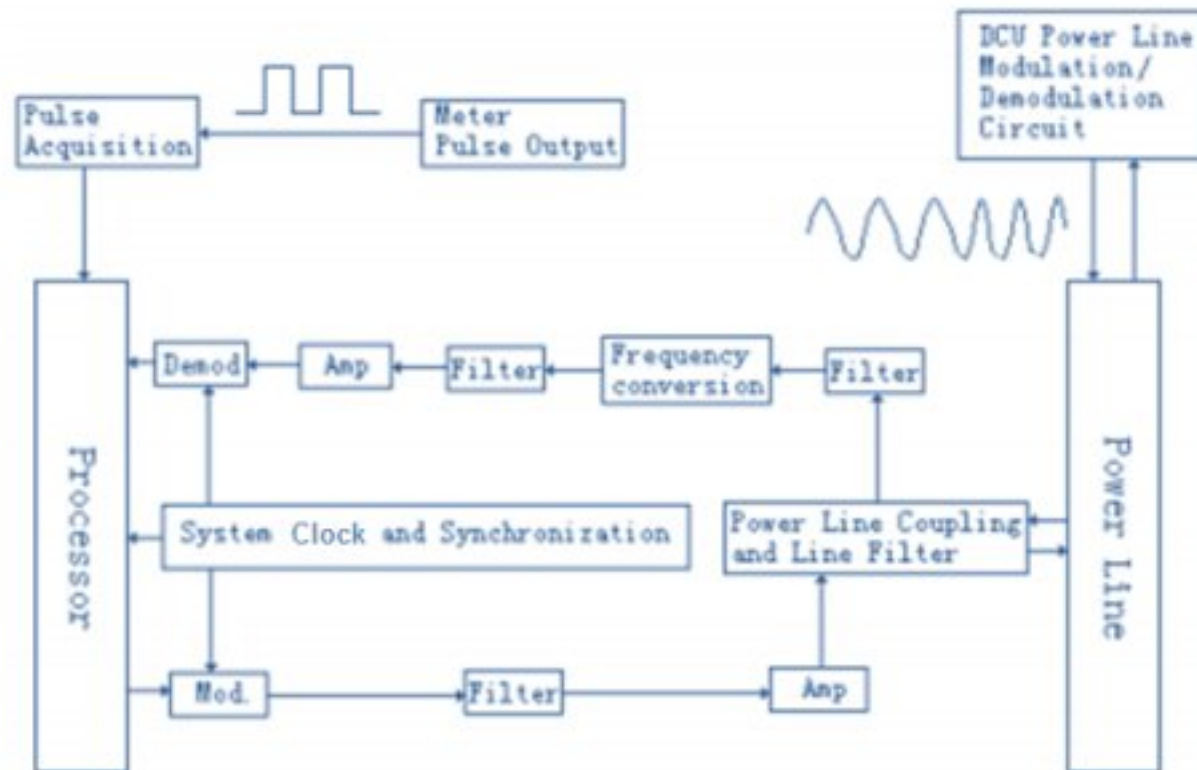 DCU Power Line
Modulation/
Demodulation
Circuit
Pulse
Acquisition
Meter
Pulse Output
Demod
Amp
Filter
Frequency
conversion
Filter
Processor
System Clock and Synchronization
Power Line Coupling
and Line Filter
Power Line
Mod.
Filter
Amp